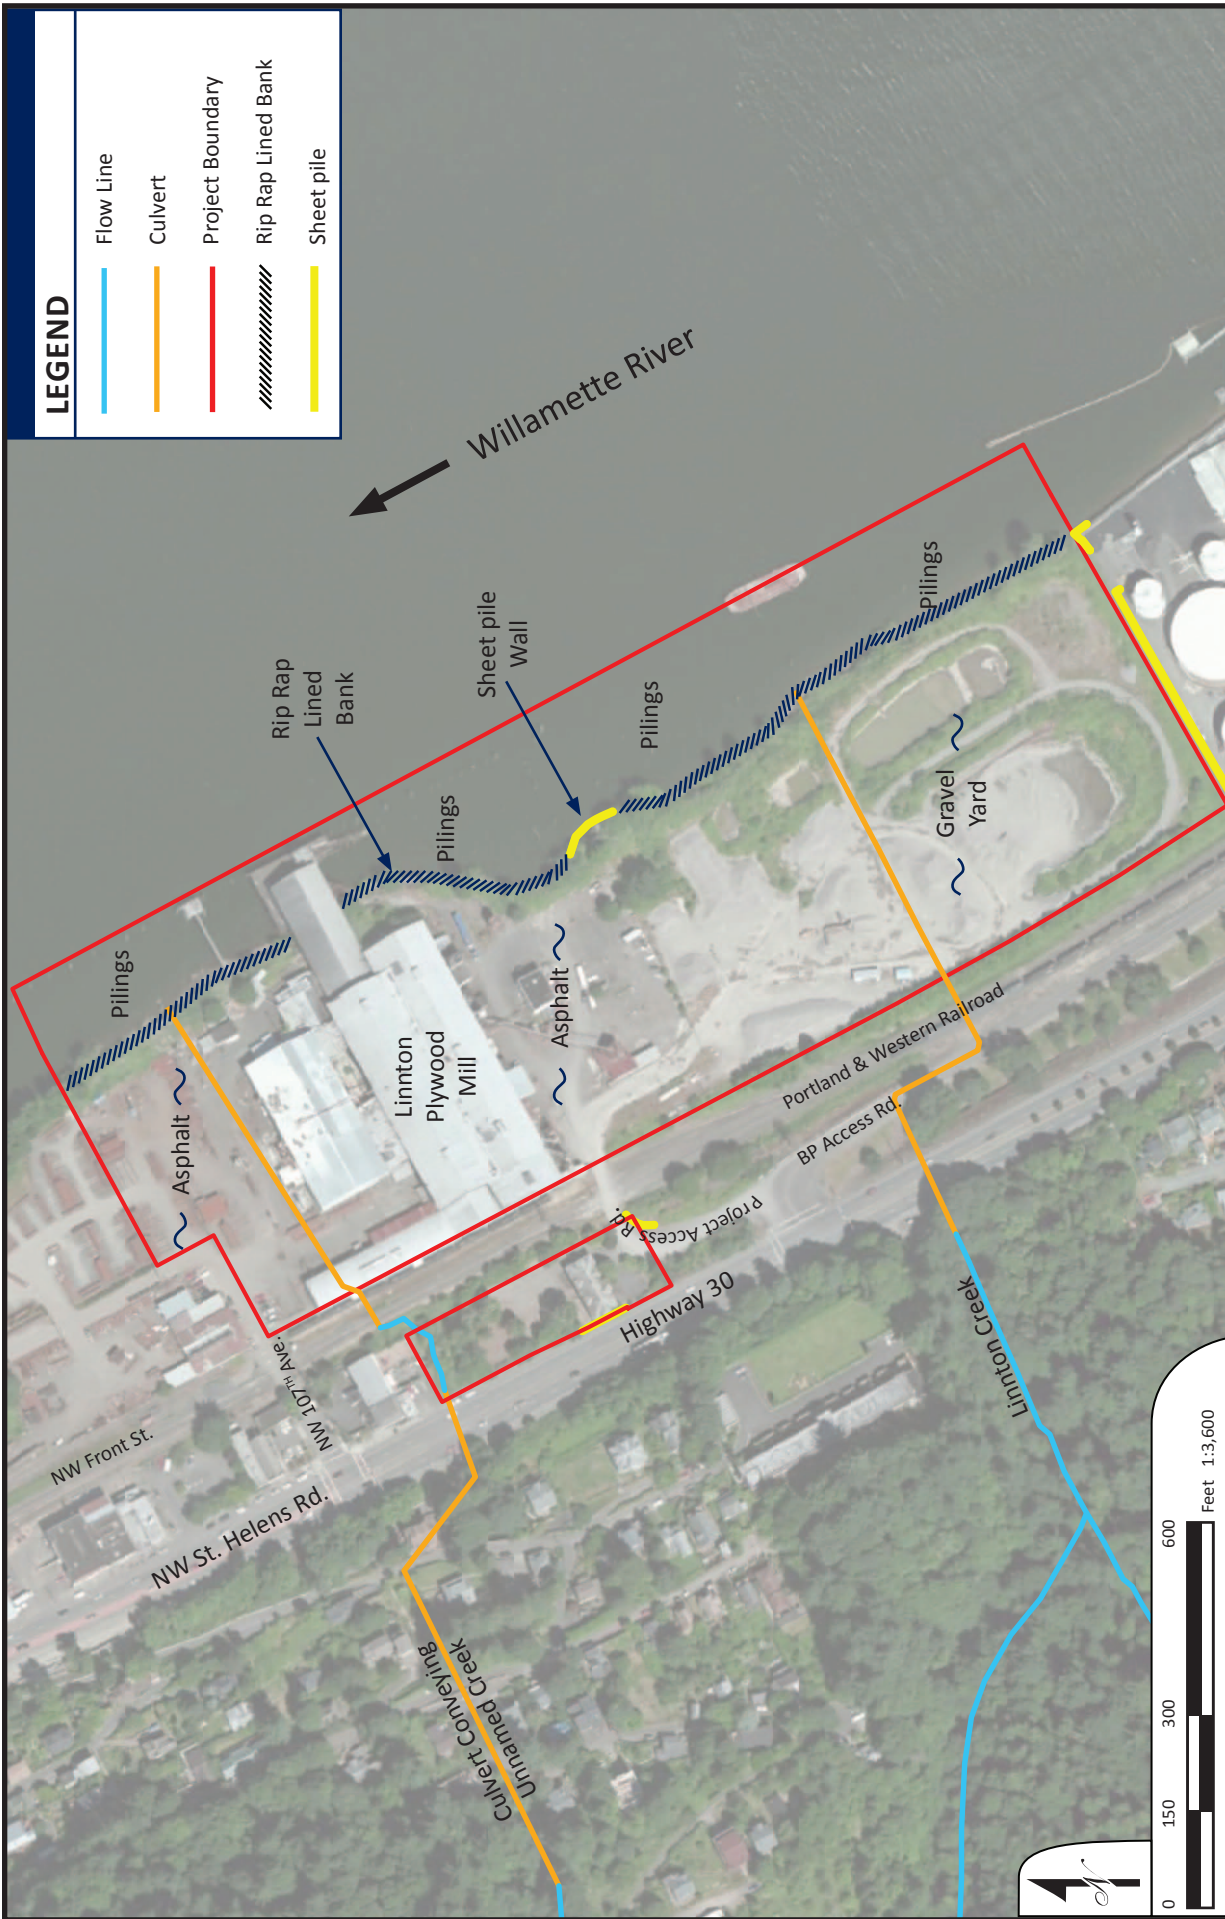 LEGEND
Flow Line
Culvert
Project Boundary
Rip Rap Lined Bank
Sheet pile
Willamette River
Rip Rap
Lined
Bank
Sheet pile
Wall
Pilings
Pilings
Pilings
Pilings
Asphalt
Linnton
Plywood
Mill
Asphalt
Gravel
Yard
Portland & Western Railroad
BP Access Rd.
Project Access Rd.
Highway 30
NW 107TH Ave.
NW Front St.
NW St. Helens Rd.
Linnton Creek
Culvert Conveying
Unnamed Creek
N
0 150 300 600
Feet 1:3,600